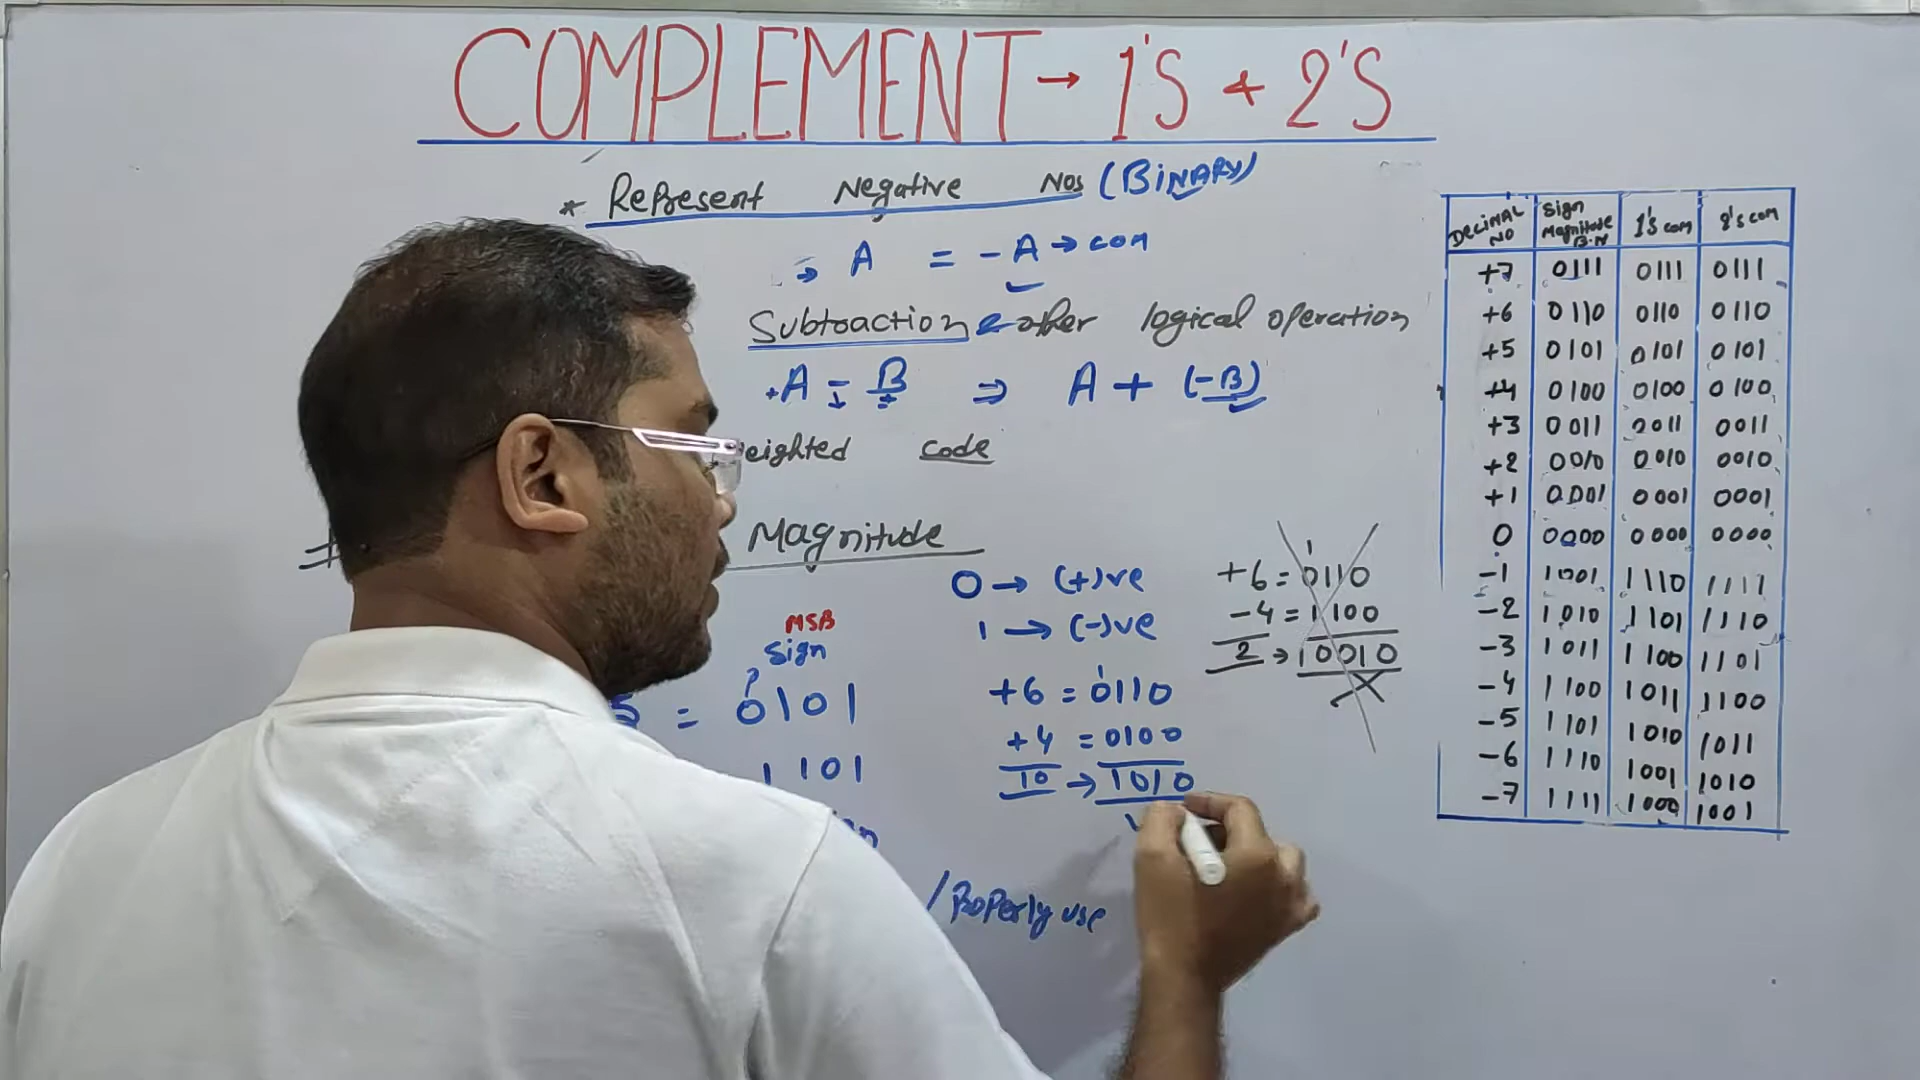 COMPLEMENT → 1'S & 2'S
* Represent Negative Nos (BINARY)
→ A = - A → com
Subtraction & other logical operation
+A - B ⇒ A + (-B)
eighted code
Magnitude
0 → (+)ve
1 → (-)ve
MSB
Sign
5 = 0101
1101
+6 = 0110
+4 = 0100
10 → 1010
/ Properly use
1
+6 = 0110
-4 = 1100
2 → 10010
DECIMAL NO Sign Magnitude B.N 1's com 2's com
+7 0111 0111 0111
+6 0110 0110 0110
+5 0101 0101 0101
+4 0100 0100 0100
+3 0011 0011 0011
+2 0010 0010 0010
+1 0001 0001 0001
0 0000 0000 0000
-1 1001 1110 1111
-2 1010 1101 1110
-3 1011 1100 1101
-4 1100 1011 1100
-5 1101 1010 1011
-6 1110 1001 1010
-7 1111 1000 1001